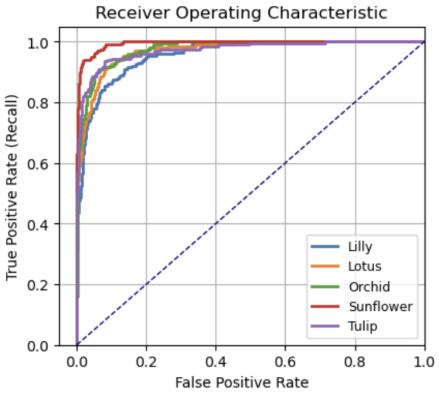 Receiver Operating Characteristic
True Positive Rate (Recall)
1.0
0.8
0.6
0.4
0.2
0.0
Lilly
Lotus
Orchid
Sunflower
Tulip
0.0 0.2 0.4 0.6 0.8 1.0
False Positive Rate